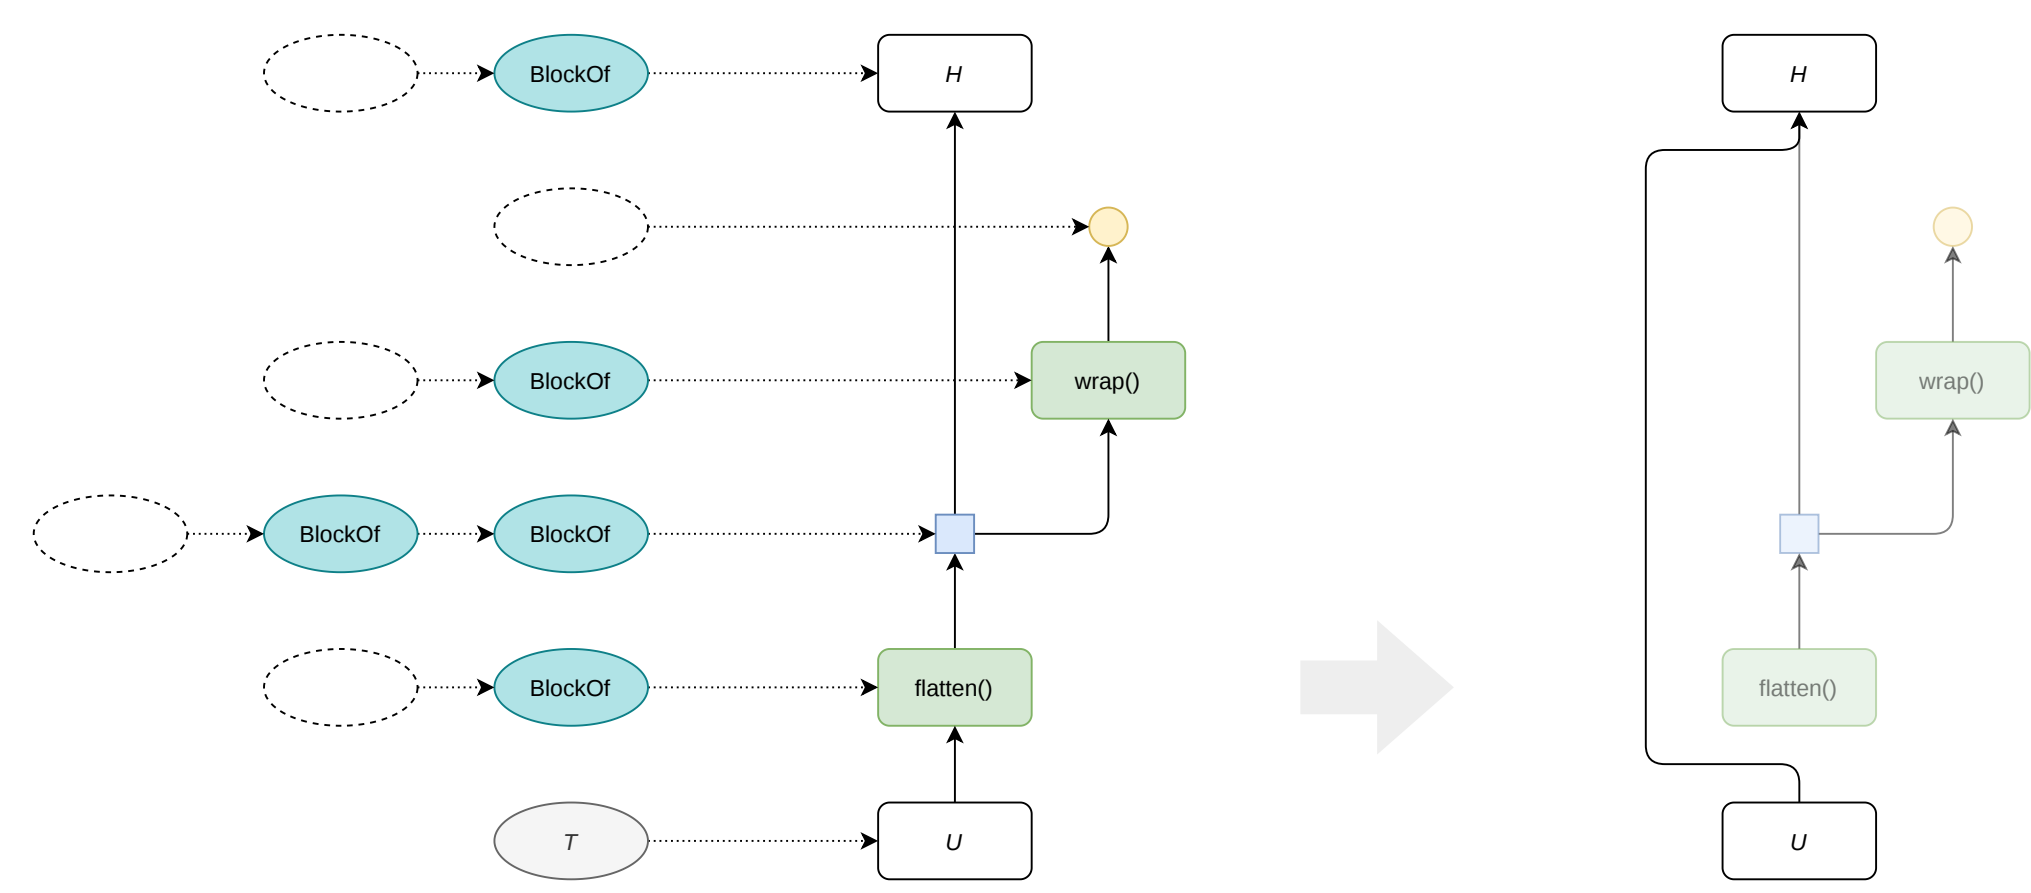 BlockOf
H
H
BlockOf
wrap()
wrap()
BlockOf
BlockOf
BlockOf
flatten()
flatten()
T
U
U